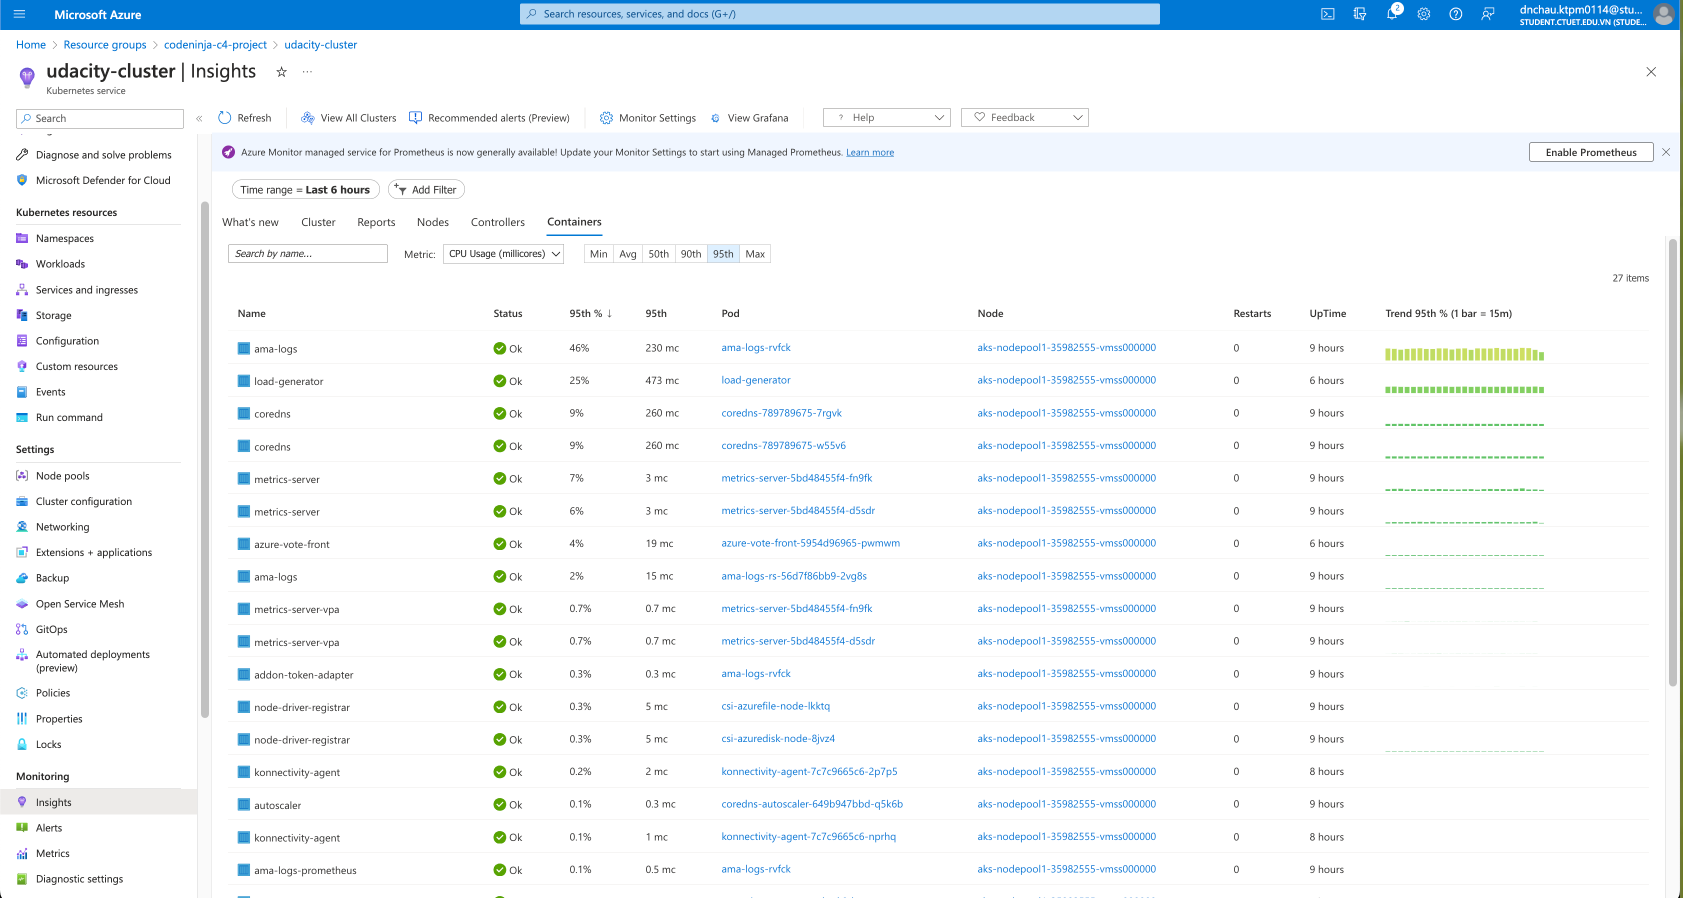 Microsoft Azure
Search resources, services, and docs (G+/)
2
dnchau.ktpm0114@stu...
STUDENT.CTUET.EDU.VN (STUDE...
Home > Resource groups > codeninja-c4-project > udacity-cluster
udacity-cluster | Insights ☆ ...
Kubernetes service
Search
«
Refresh View All Clusters Recommended alerts (Preview) Monitor Settings View Grafana ? Help Feedback
Diagnose and solve problems
Microsoft Defender for Cloud
Kubernetes resources
Namespaces
Workloads
Services and ingresses
Storage
Configuration
Custom resources
Events
Run command
Settings
Node pools
Cluster configuration
Networking
Extensions + applications
Backup
Open Service Mesh
GitOps
Automated deployments
(preview)
Policies
Properties
Locks
Monitoring
Insights
Alerts
Metrics
Diagnostic settings
Azure Monitor managed service for Prometheus is now generally available! Update your Monitor Settings to start using Managed Prometheus. Learn more
Enable Prometheus
Time range = Last 6 hours Add Filter
What's new Cluster Reports Nodes Controllers Containers
Search by name... Metric: CPU Usage (millicores) Min Avg 50th 90th 95th Max
27 items
Name Status 95th % ↓ 95th Pod Node Restarts UpTime Trend 95th % (1 bar = 15m)
ama-logs Ok 46% 230 mc ama-logs-rvfck aks-nodepool1-35982555-vmss000000 0 9 hours
load-generator Ok 25% 473 mc load-generator aks-nodepool1-35982555-vmss000000 0 6 hours
coredns Ok 9% 260 mc coredns-789789675-7rgvk aks-nodepool1-35982555-vmss000000 0 9 hours
coredns Ok 9% 260 mc coredns-789789675-w55v6 aks-nodepool1-35982555-vmss000000 0 9 hours
metrics-server Ok 7% 3 mc metrics-server-5bd48455f4-fn9fk aks-nodepool1-35982555-vmss000000 0 9 hours
metrics-server Ok 6% 3 mc metrics-server-5bd48455f4-d5sdr aks-nodepool1-35982555-vmss000000 0 9 hours
azure-vote-front Ok 4% 19 mc azure-vote-front-5954d96965-pwmwm aks-nodepool1-35982555-vmss000000 0 6 hours
ama-logs Ok 2% 15 mc ama-logs-rs-56d7f86bb9-2vg8s aks-nodepool1-35982555-vmss000000 0 9 hours
metrics-server-vpa Ok 0.7% 0.7 mc metrics-server-5bd48455f4-fn9fk aks-nodepool1-35982555-vmss000000 0 9 hours
metrics-server-vpa Ok 0.7% 0.7 mc metrics-server-5bd48455f4-d5sdr aks-nodepool1-35982555-vmss000000 0 9 hours
addon-token-adapter Ok 0.3% 0.3 mc ama-logs-rvfck aks-nodepool1-35982555-vmss000000 0 9 hours
node-driver-registrar Ok 0.3% 5 mc csi-azurefile-node-lkktq aks-nodepool1-35982555-vmss000000 0 9 hours
node-driver-registrar Ok 0.3% 5 mc csi-azuredisk-node-8jvz4 aks-nodepool1-35982555-vmss000000 0 9 hours
konnectivity-agent Ok 0.2% 2 mc konnectivity-agent-7c7c9665c6-2p7p5 aks-nodepool1-35982555-vmss000000 0 8 hours
autoscaler Ok 0.1% 0.3 mc coredns-autoscaler-649b947bbd-q5k6b aks-nodepool1-35982555-vmss000000 0 9 hours
konnectivity-agent Ok 0.1% 1 mc konnectivity-agent-7c7c9665c6-nprhq aks-nodepool1-35982555-vmss000000 0 8 hours
ama-logs-prometheus Ok 0.1% 0.5 mc ama-logs-rvfck aks-nodepool1-35982555-vmss000000 0 9 hours